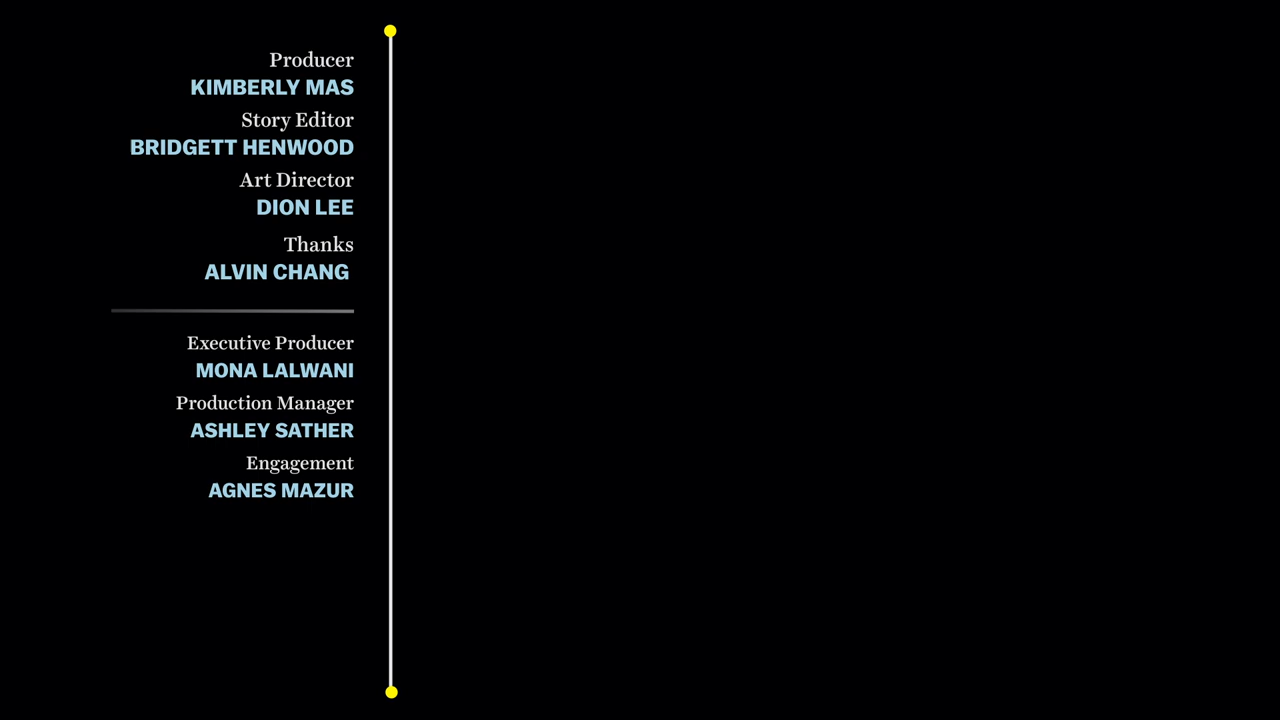 Producer
KIMBERLY MAS
Story Editor
BRIDGETT HENWOOD
Art Director
DION LEE
Thanks
ALVIN CHANG
Executive Producer
MONA LALWANI
Production Manager
ASHLEY SATHER
Engagement
AGNES MAZUR